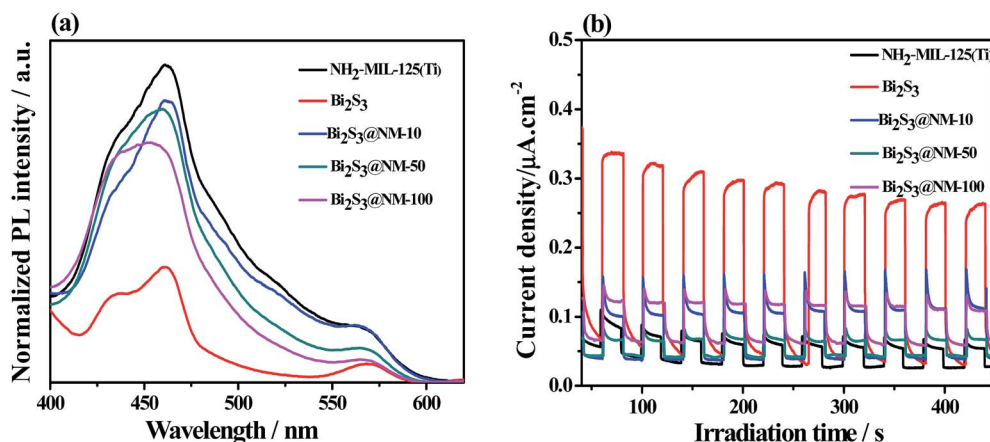 (a)
Normalized PL intensity / a.u.
NH₂-MIL-125(Ti)
Bi₂S₃
Bi₂S₃@NM-10
Bi₂S₃@NM-50
Bi₂S₃@NM-100
400 450 500 550 600
Wavelength / nm
(b)
Current density/μA.cm⁻²
0.5
0.4
0.3
0.2
0.1
0.0
NH₂-MIL-125(Ti)
Bi₂S₃
Bi₂S₃@NM-10
Bi₂S₃@NM-50
Bi₂S₃@NM-100
100 200 300 400
Irradiation time / s